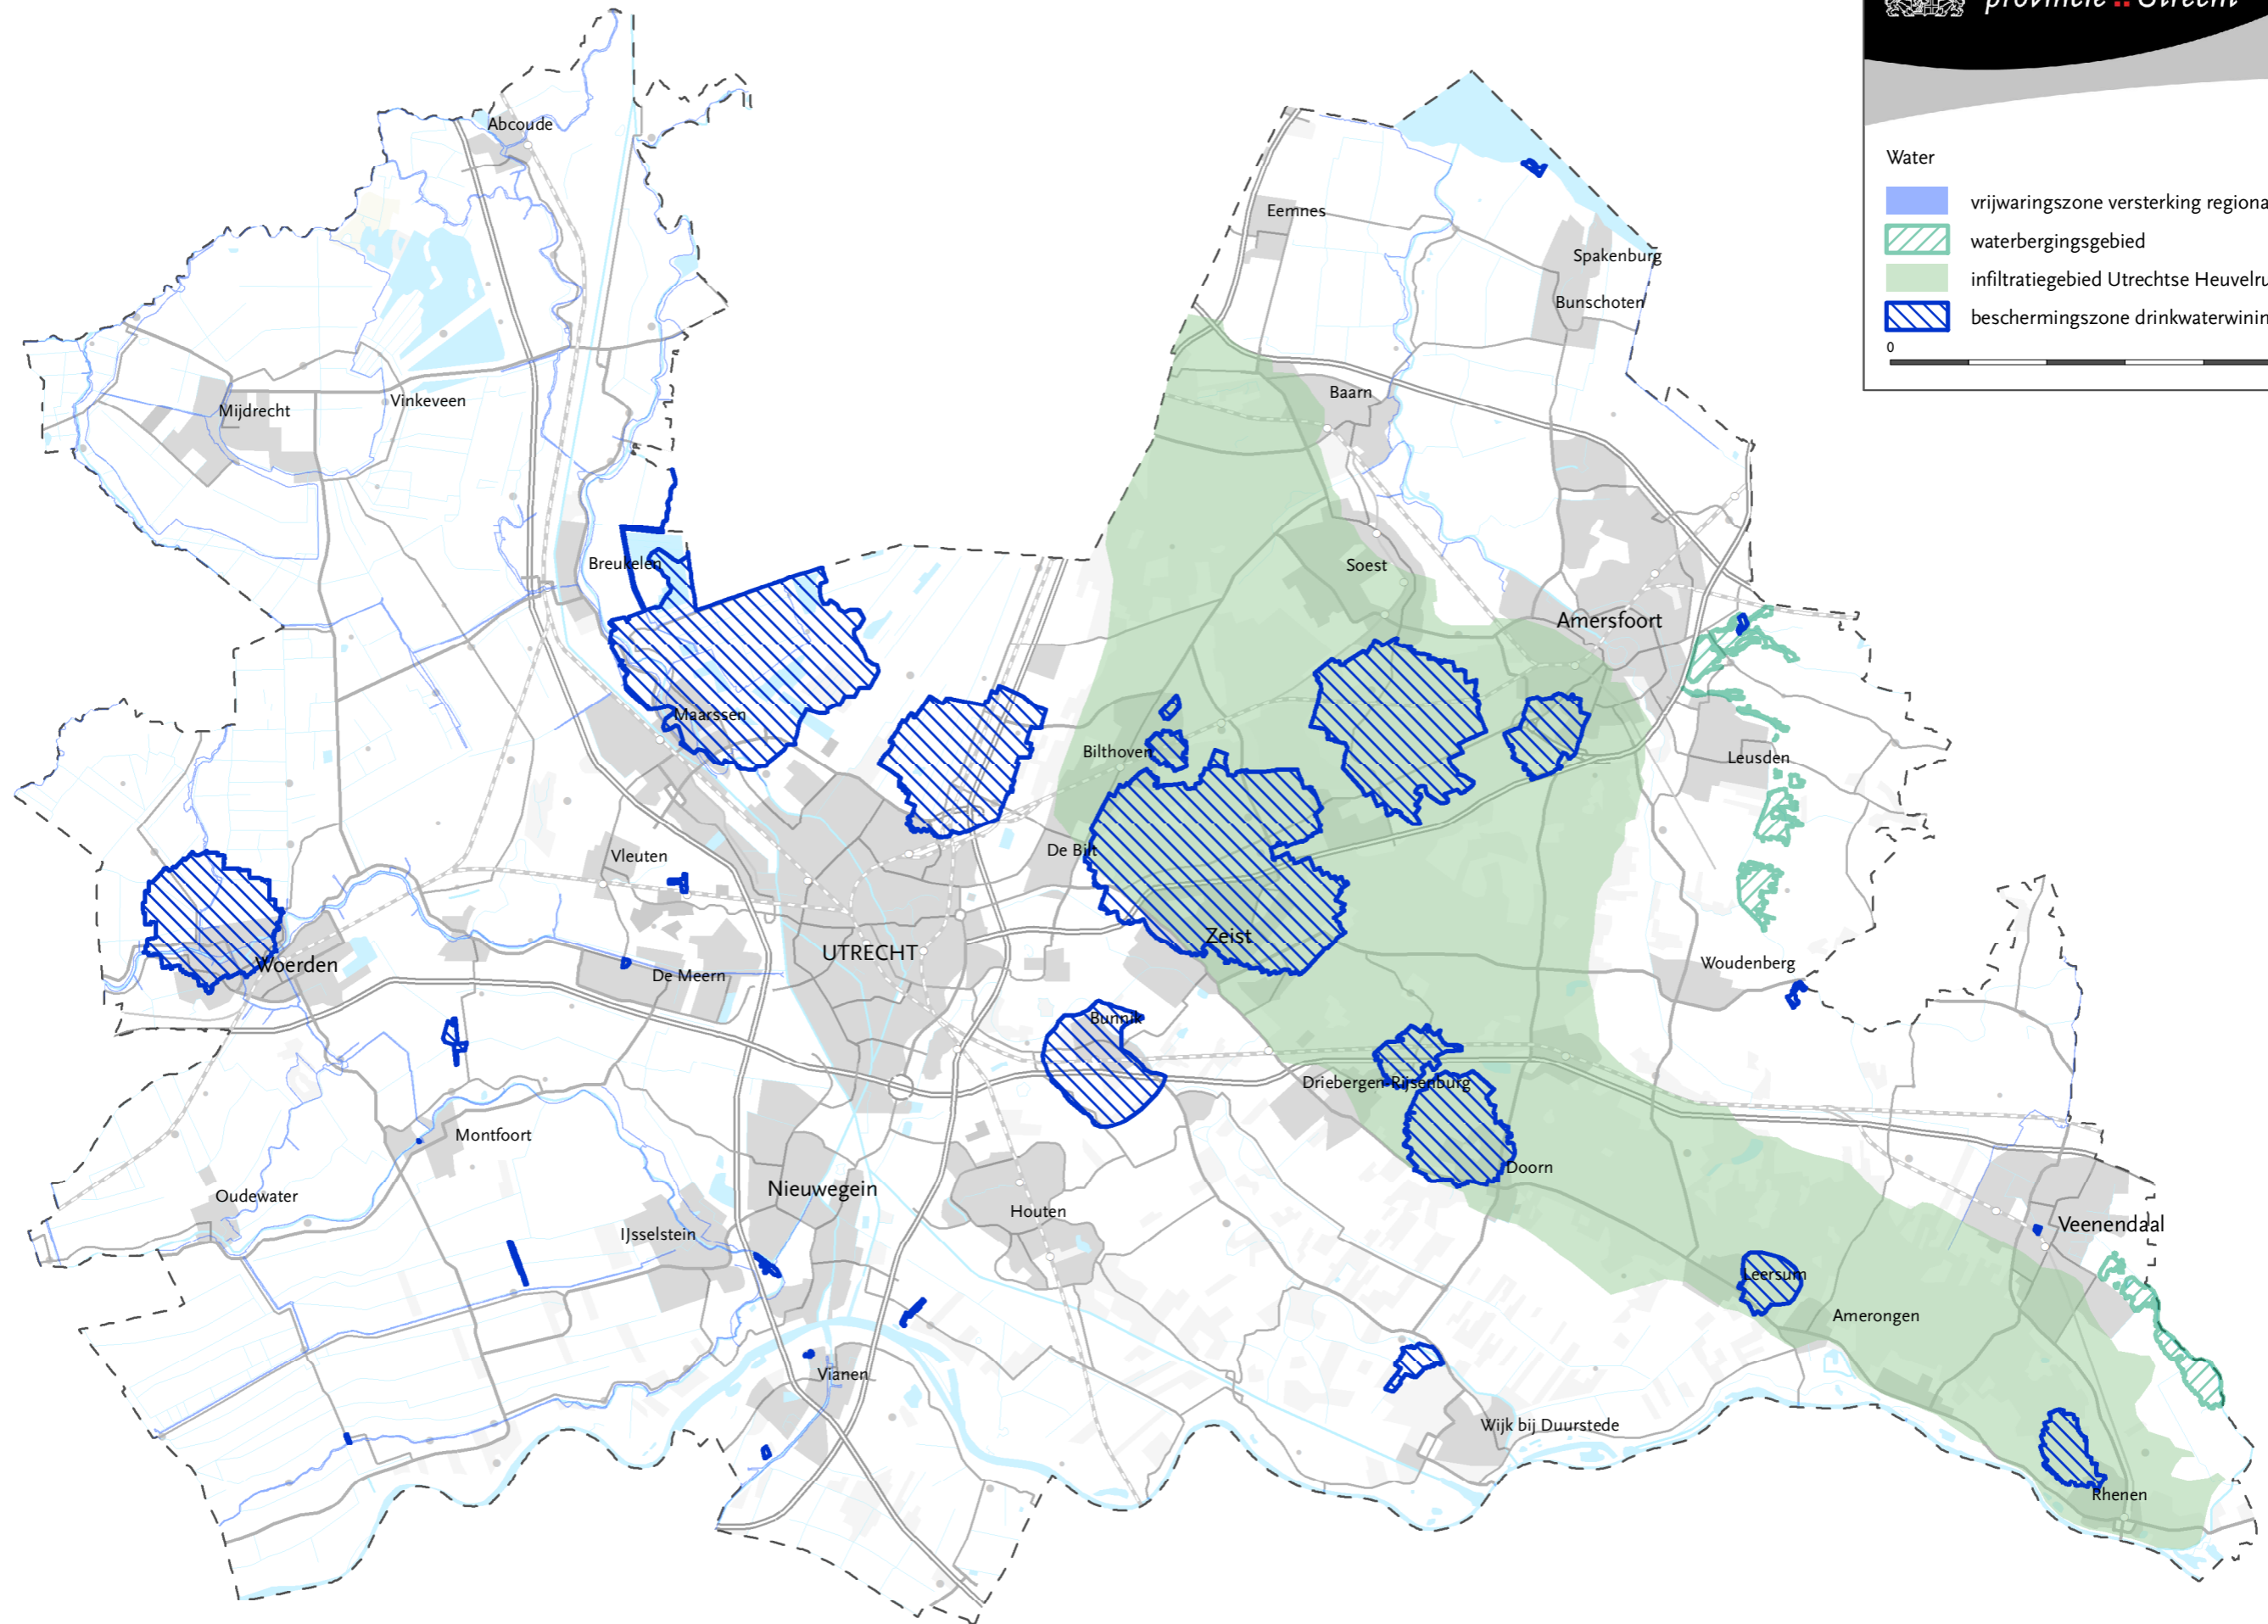 provincie :: Utrecht
Water
vrijwaringszone versterking regiona
waterbergingsgebied
infiltratiegebied Utrechtse Heuvelru
beschermingszone drinkwaterwinin
0
Abcoude
Eemnes
Spakenburg
Bunschoten
Baarn
Vinkeveen
Mijdrecht
Breukelen
Soest
Amersfoort
Maarssen
Bilthoven
Leusden
De Bilt
Vleuten
Zeist
UTRECHT
Woerden
Woudenberg
De Meern
Bunnik
Driebergen-Rijsenburg
Montfoort
Doorn
Nieuwegein
Oudewater
Houten
Veenendaal
IJsselstein
Leersum
Amerongen
Vianen
Wijk bij Duurstede
Rhenen